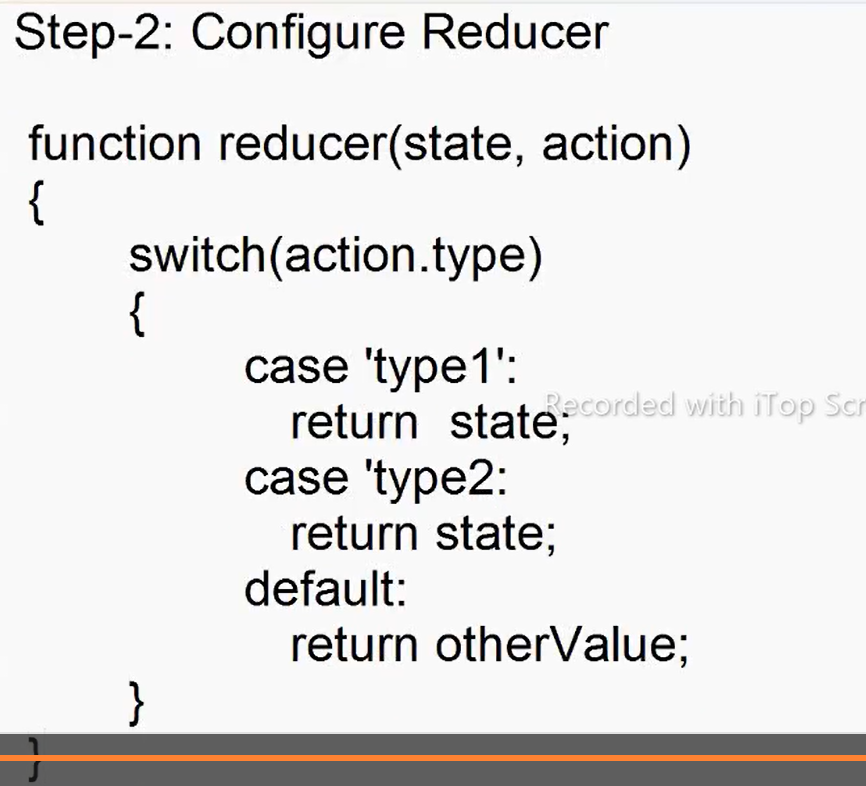 Step-2: Configure Reducer
function reducer(state, action)
{
switch(action.type)
{
case 'type1':
Recorded with iTop Scr
return state;
case 'type2:
return state;
default:
return otherValue;
}
}